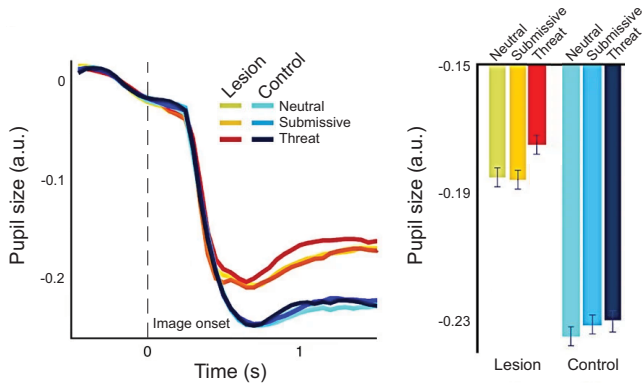 Lesion
Control
Neutral
Submissive
Threat
0
-0.1
-0.2
Pupil size (a.u.)
Image onset
0
1
Time (s)
Neutral
Submissive
Threat
Neutral
Submissive
Threat
-0.15
-0.19
-0.23
Pupil size (a.u.)
Lesion
Control